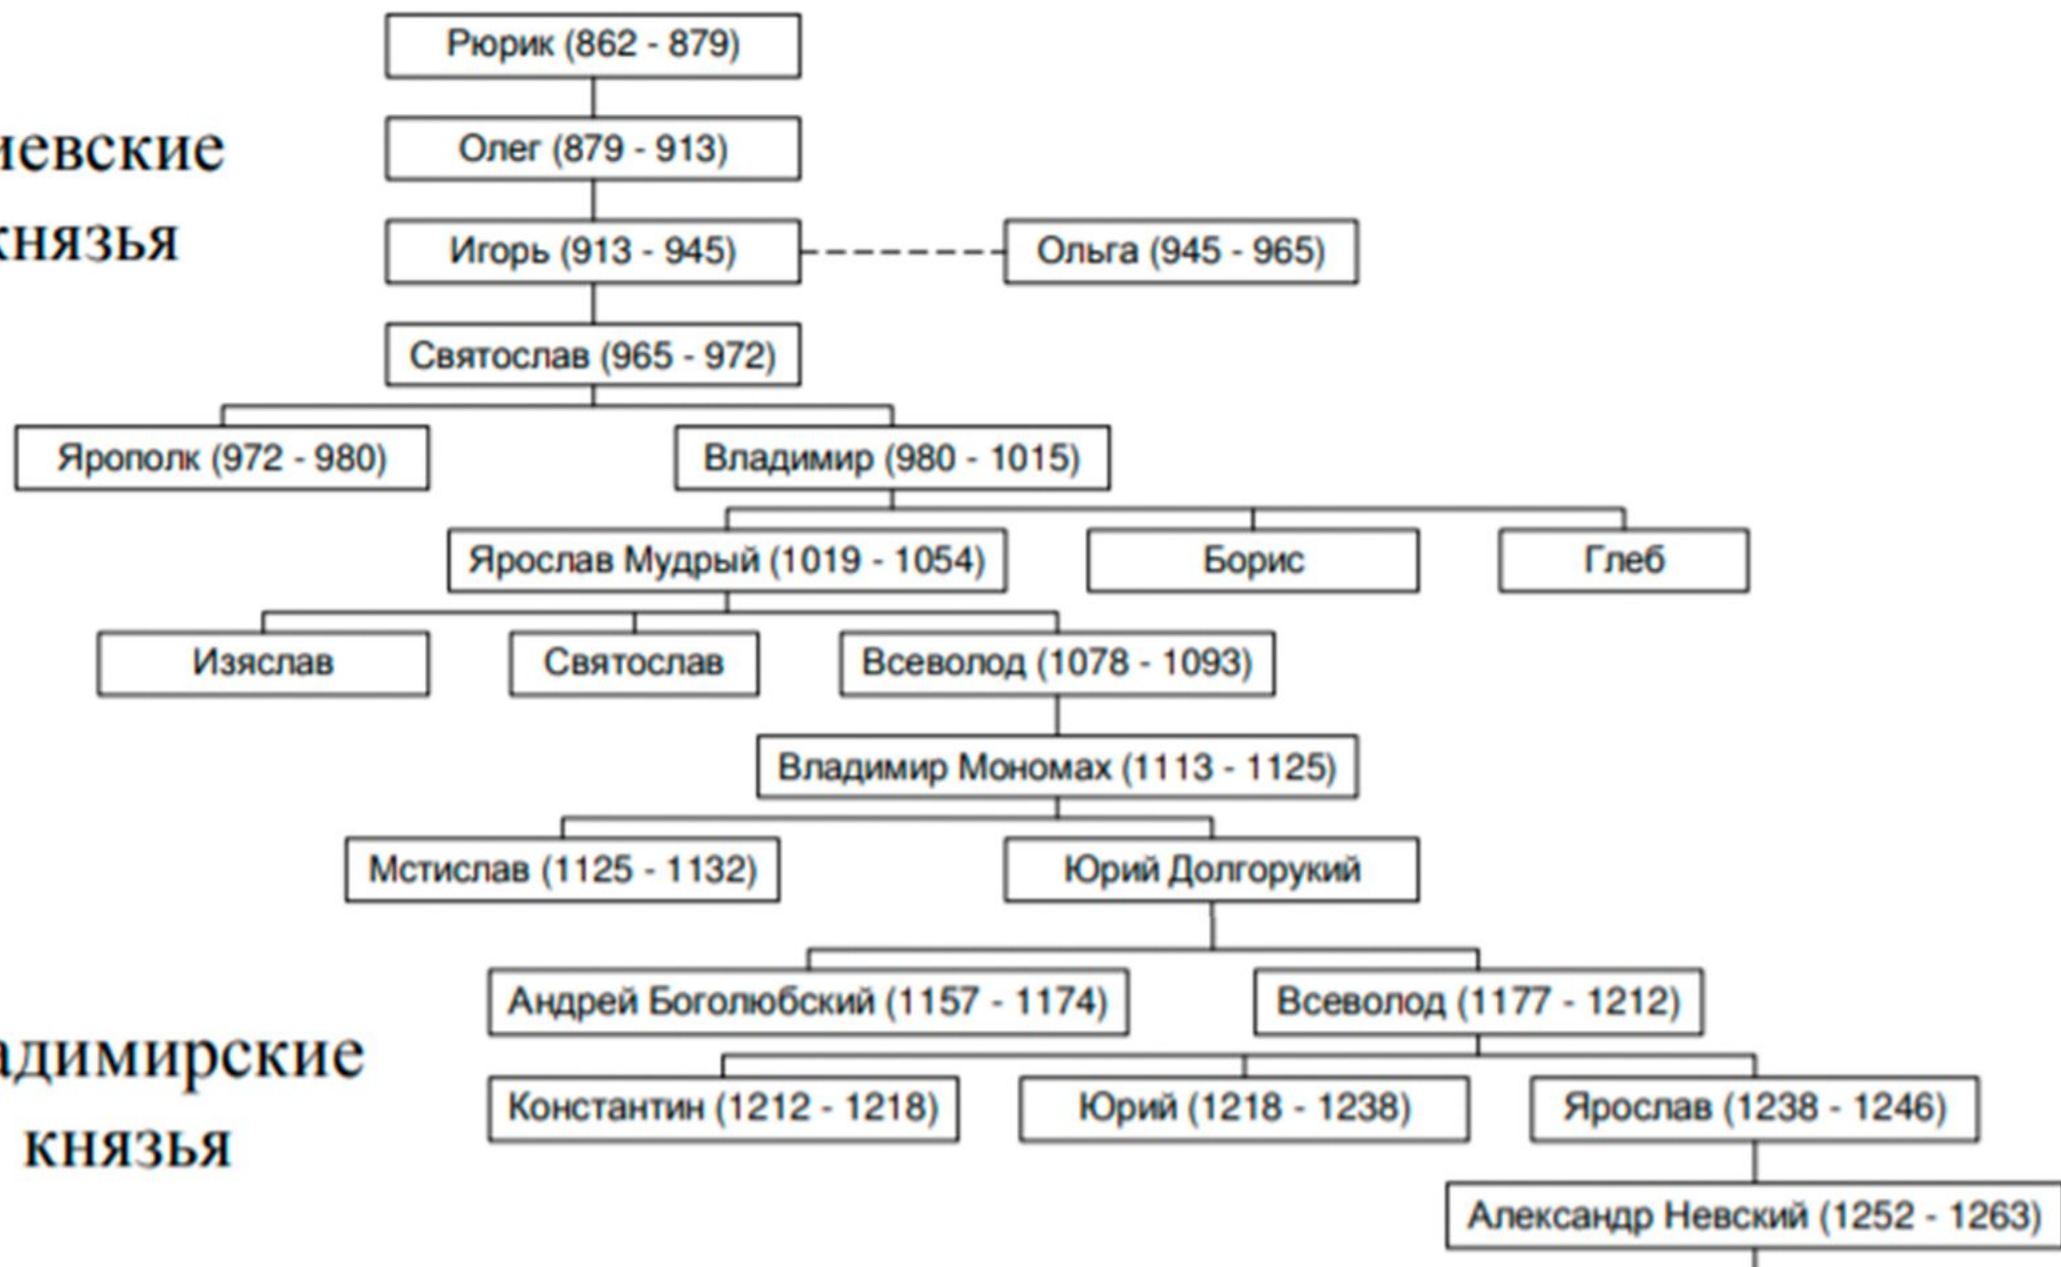 Рюрик (862 - 879)
Олег (879 - 913)
иевские
князья
Игорь (913 - 945)
Ольга (945 - 965)
Святослав (965 - 972)
Ярополк (972 - 980)
Владимир (980 - 1015)
Ярослав Мудрый (1019 - 1054)
Борис
Глеб
Изяслав
Святослав
Всеволод (1078 - 1093)
Владимир Мономах (1113 - 1125)
Мстислав (1125 - 1132)
Юрий Долгорукий
Андрей Боголюбский (1157 - 1174)
Всеволод (1177 - 1212)
адимирские
князья
Константин (1212 - 1218)
Юрий (1218 - 1238)
Ярослав (1238 - 1246)
Александр Невский (1252 - 1263)